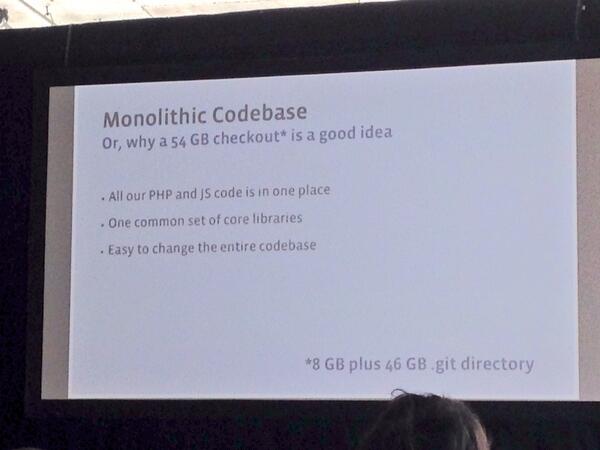 Monolithic Codebase
Or, why a 54 GB checkout* is a good idea
• All our PHP and JS code is in one place
• One common set of core libraries
• Easy to change the entire codebase
*8 GB plus 46 GB .git directory